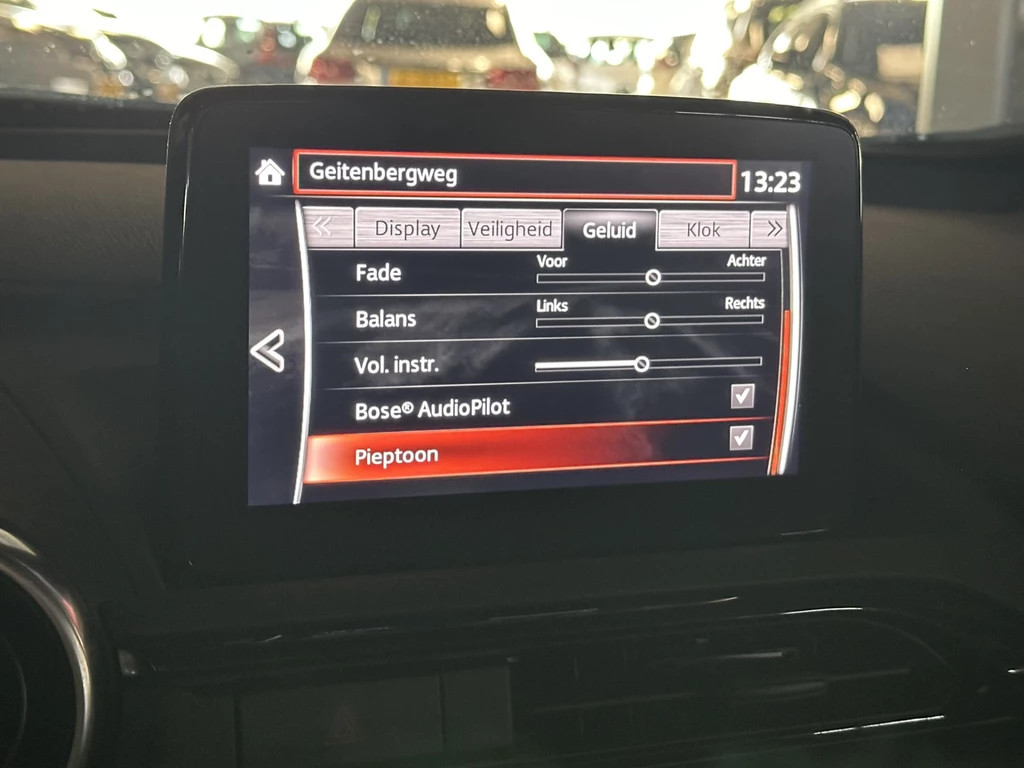 Geitenbergweg
13:23
Display Veiligheid Geluid Klok
Fade
Voor Achter
Balans
Links Rechts
Vol. instr.
Bose® AudioPilot
Pieptoon